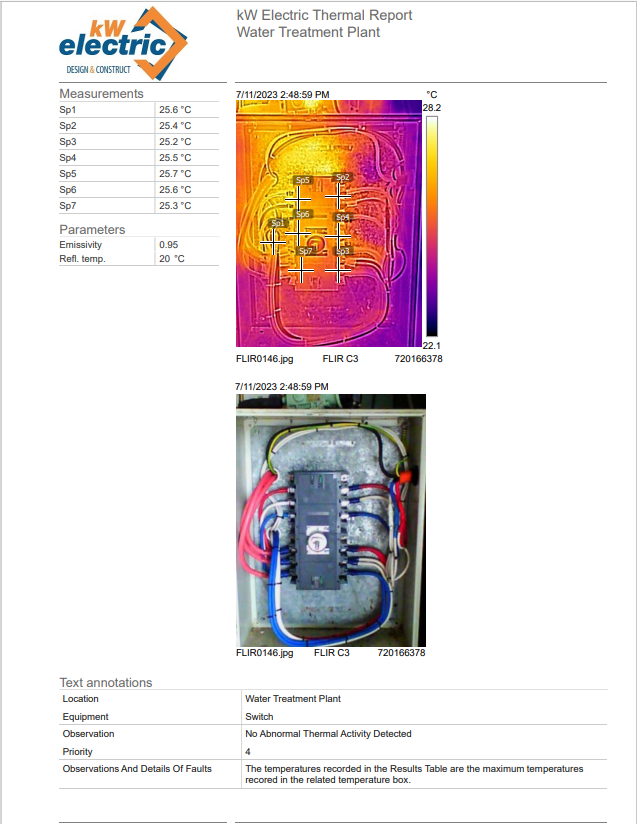 kW
electric
DESIGN & CONSTRUCT
kW Electric Thermal Report
Water Treatment Plant
Measurements
Sp1 25.6 °C
Sp2 25.4 °C
Sp3 25.2 °C
Sp4 25.5 °C
Sp5 25.7 °C
Sp6 25.6 °C
Sp7 25.3 °C
Parameters
Emissivity 0.95
Refl. temp. 20 °C
7/11/2023 2:48:59 PM
°C
28.2
Sp5 Sp2
Sp6 Sp4
Sp1
Sp7 Sp3
22.1
FLIR0146.jpg FLIR C3 720166378
7/11/2023 2:48:59 PM
FLIR0146.jpg FLIR C3 720166378
Text annotations
Location Water Treatment Plant
Equipment Switch
Observation No Abnormal Thermal Activity Detected
Priority 4
Observations And Details Of Faults The temperatures recorded in the Results Table are the maximum temperatures
recored in the related temperature box.